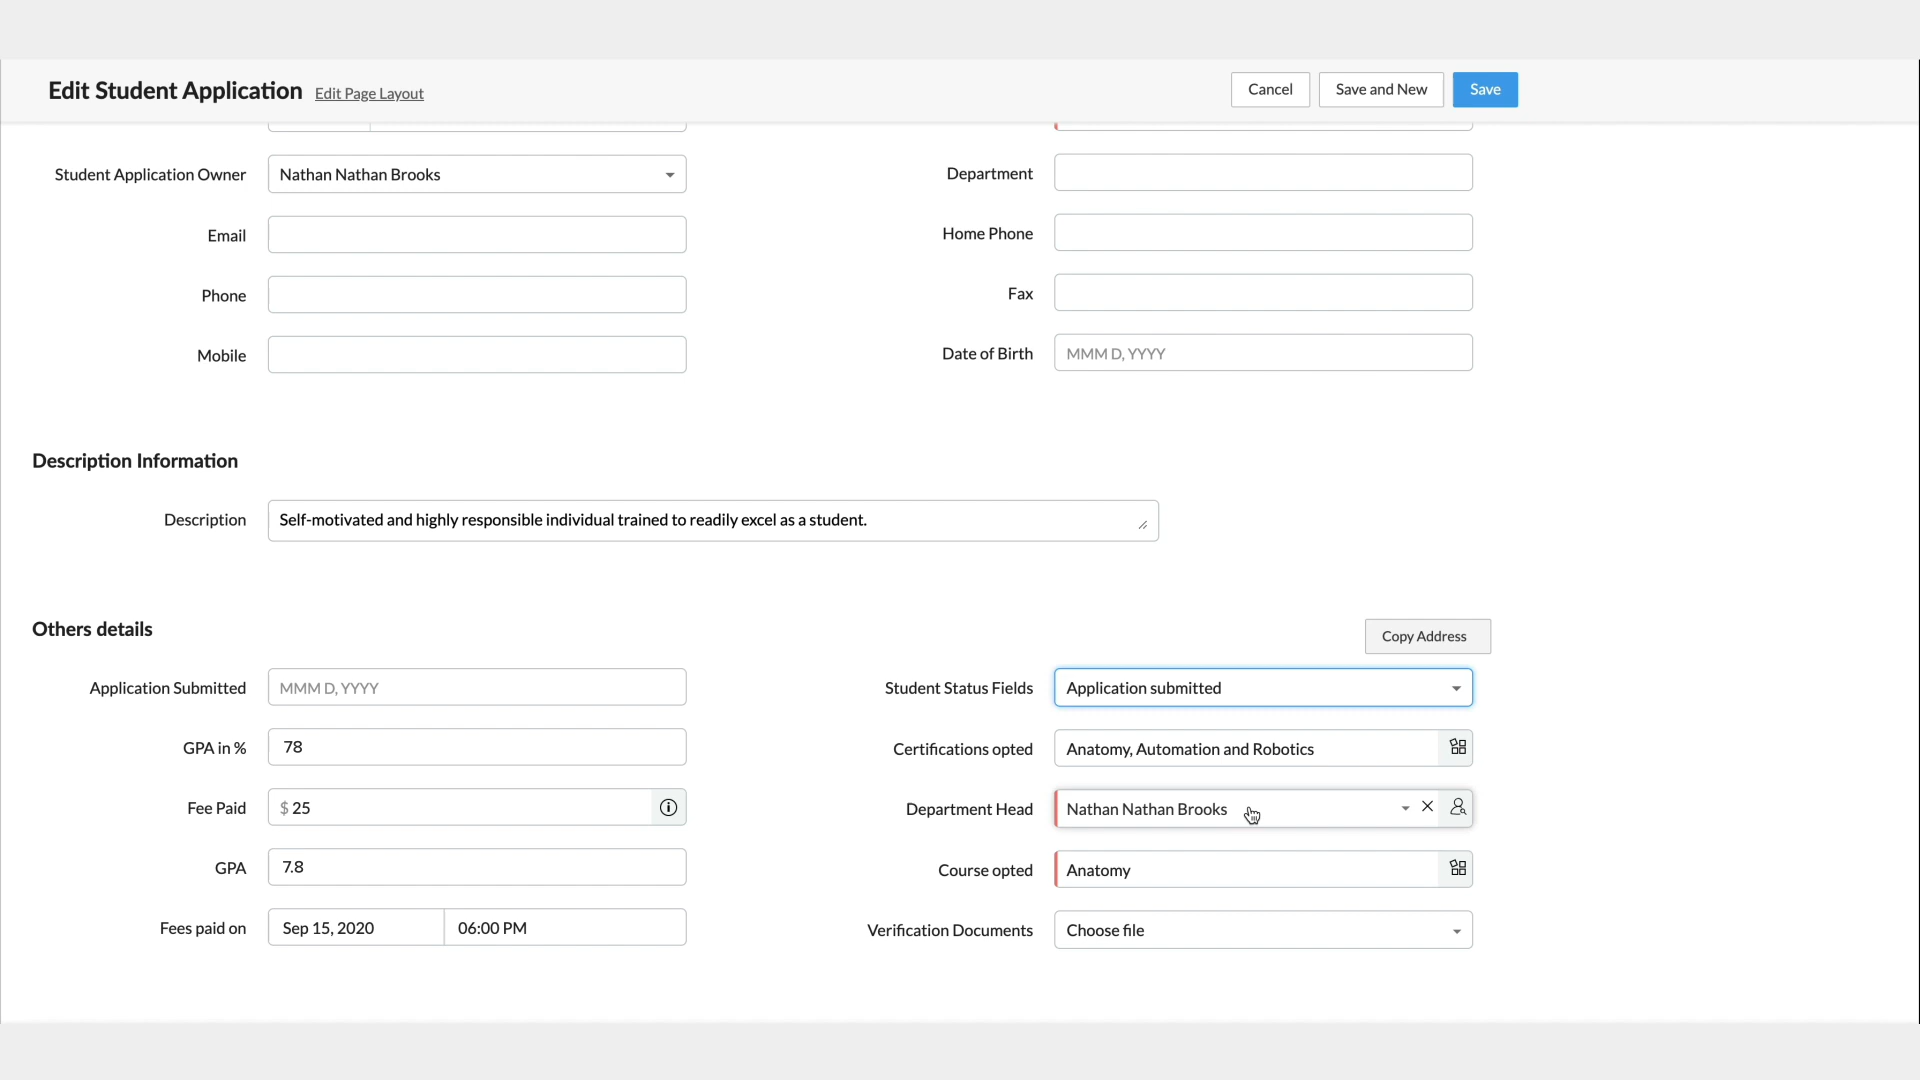 Edit Student Application Edit Page Layout Cancel Save and New Save
Student Application Owner Nathan Nathan Brooks Department
Email Home Phone
Phone Fax
Mobile Date of Birth MMM D, YYYY
Description Information
Description Self-motivated and highly responsible individual trained to readily excel as a student.
Others details
Copy Address
Application Submitted MMM D, YYYY Student Status Fields Application submitted
GPA in % 78 Certifications opted Anatomy, Automation and Robotics
Fee Paid $ 25 Department Head Nathan Nathan Brooks
GPA 7.8 Course opted Anatomy
Fees paid on Sep 15, 2020 06:00 PM Verification Documents Choose file